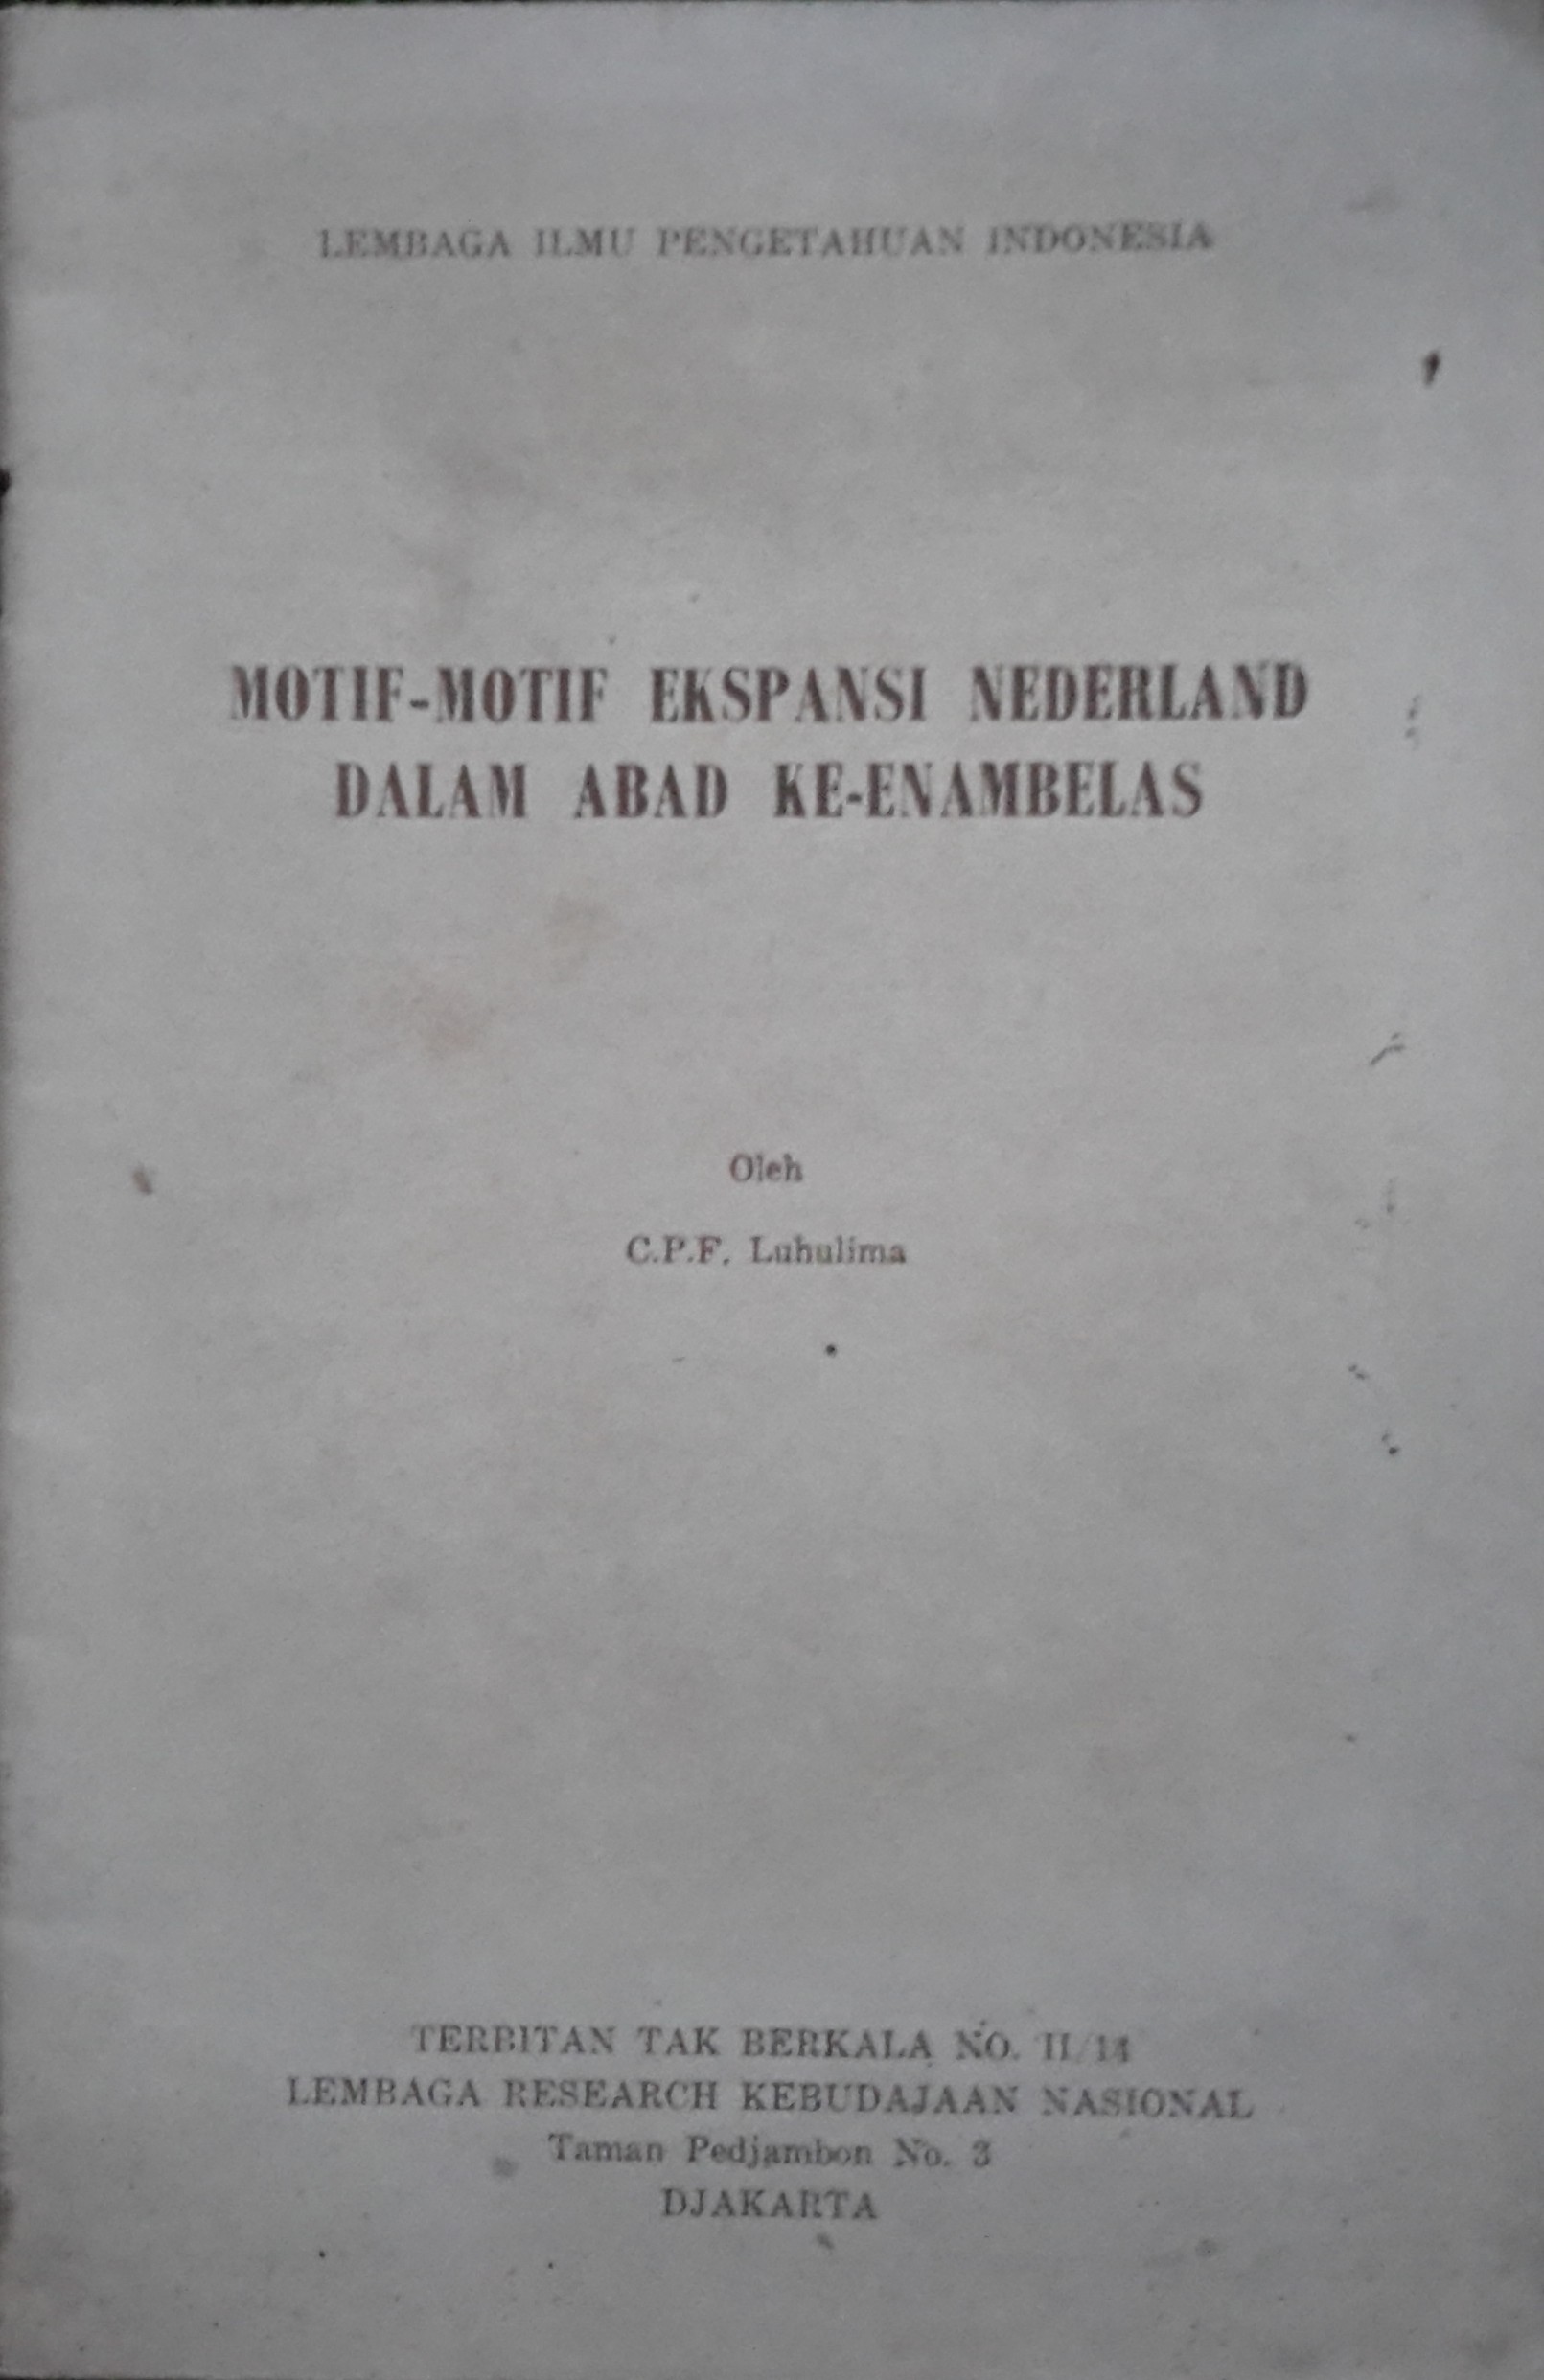 LEMBAGA ILMU PENGETAHUAN INDONESIA
MOTIF-MOTIF EKSPANSI NEDERLAND
DALAM ABAD KE-ENAMBELAS
Oleh
C.P.F. Luhulima
TERBITAN TAK BERKALA NO. II/14
LEMBAGA RESEARCH KEBUDAJAAN NASIONAL
Taman Pedjambon No. 3
DJAKARTA